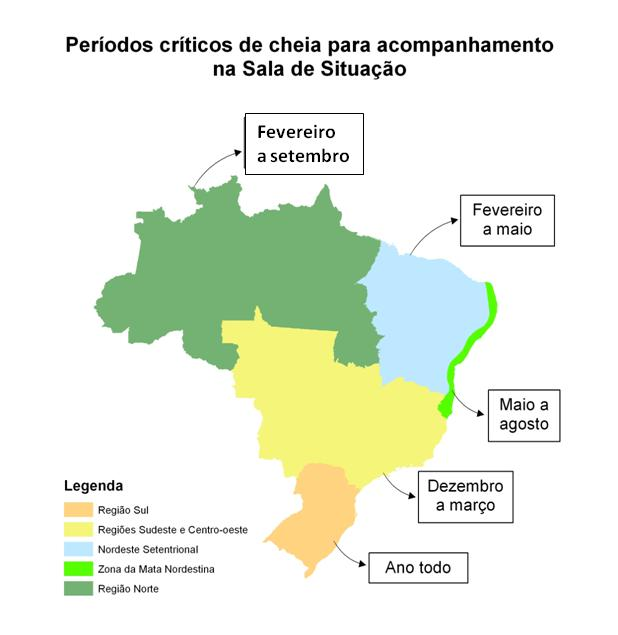 Períodos críticos de cheia para acompanhamento
na Sala de Situação
Fevereiro
a setembro
Fevereiro
a maio
Maio a
agosto
Dezembro
a março
Ano todo
Legenda
Região Sul
Regiões Sudeste e Centro-oeste
Nordeste Setentrional
Zona da Mata Nordestina
Região Norte